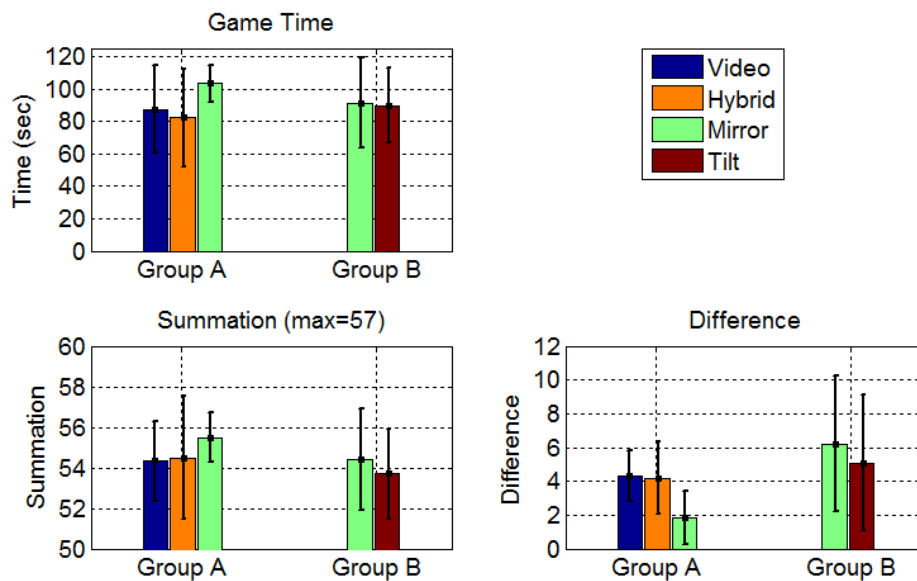 Game Time
120
100
80
60
40
20
0
Time (sec)
Group A
Group B
Video
Hybrid
Mirror
Tilt
Summation (max=57)
60
58
56
54
52
50
Summation
Group A
Group B
Difference
12
10
8
6
4
2
0
Difference
Group A
Group B